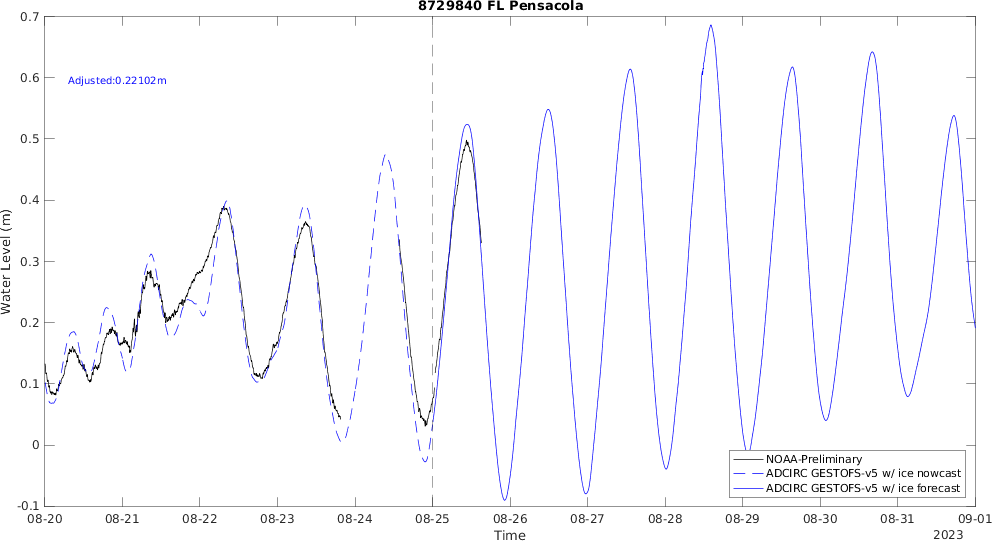 8729840 FL Pensacola
0.7
0.6
0.5
0.4
0.3
0.2
0.1
0
-0.1
Water Level (m)
Adjusted:0.22102m
NOAA-Preliminary
ADCIRC GESTOFS-v5 w/ ice nowcast
ADCIRC GESTOFS-v5 w/ ice forecast
08-20 08-21 08-22 08-23 08-24 08-25 08-26 08-27 08-28 08-29 08-30 08-31 09-01
Time
2023